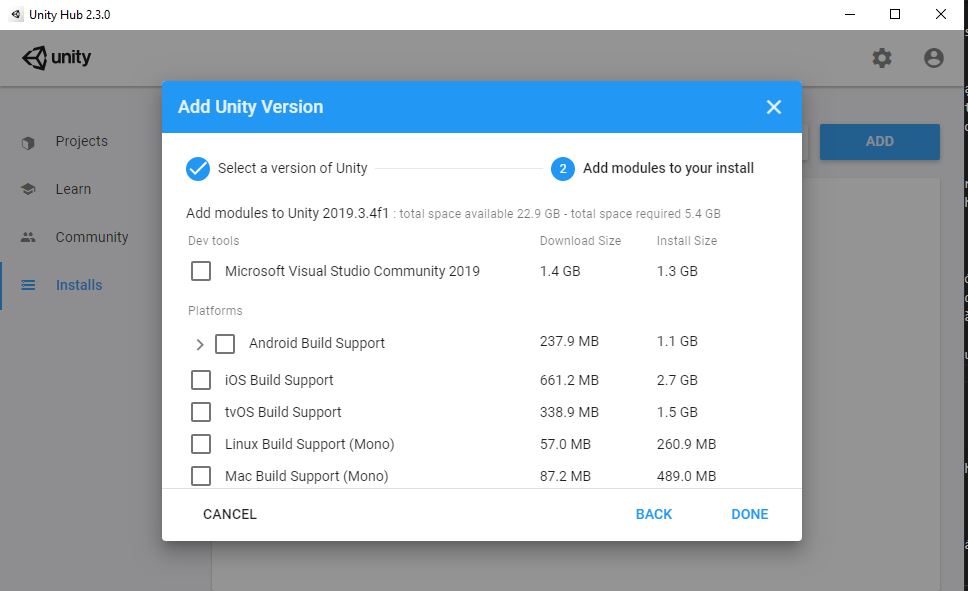 Unity Hub 2.3.0
unity
Projects
Learn
Community
Installs
ADD
Add Unity Version
Select a version of Unity
2 Add modules to your install
Add modules to Unity 2019.3.4f1 : total space available 22.9 GB - total space required 5.4 GB
Dev tools Download Size Install Size
Microsoft Visual Studio Community 2019 1.4 GB 1.3 GB
Platforms
Android Build Support 237.9 MB 1.1 GB
iOS Build Support 661.2 MB 2.7 GB
tvOS Build Support 338.9 MB 1.5 GB
Linux Build Support (Mono) 57.0 MB 260.9 MB
Mac Build Support (Mono) 87.2 MB 489.0 MB
CANCEL BACK DONE